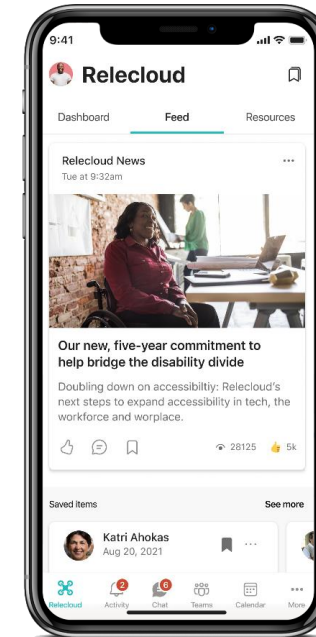 9:41
Relecloud
Dashboard Feed Resources
Relecloud News
Tue at 9:32am
Our new, five-year commitment to
help bridge the disability divide
Doubling down on accessibiltiy: Relecloud's
next steps to expand accessibility in tech, the
workforce and worplace.
28125 5k
Saved items See more
Katri Ahokas
Aug 20, 2021
2 6
Relecloud Activity Chat Teams Calendar More